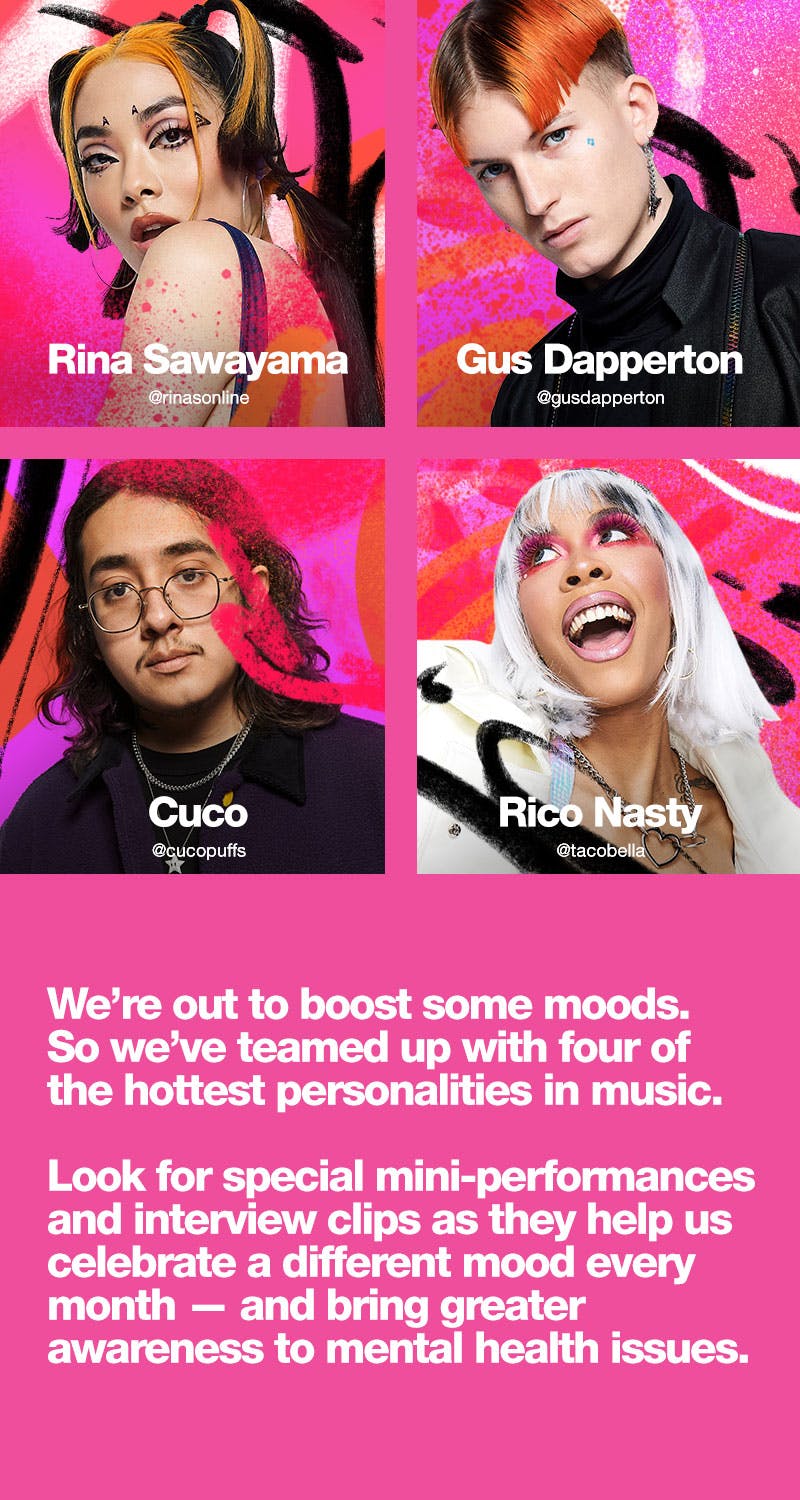 Rina Sawayama
@rinasonline
Gus Dapperton
@gusdapperton
Cuco
@cucopuffs
Rico Nasty
@tacobella
We’re out to boost some moods.
So we’ve teamed up with four of
the hottest personalities in music.
Look for special mini-performances
and interview clips as they help us
celebrate a different mood every
month — and bring greater
awareness to mental health issues.